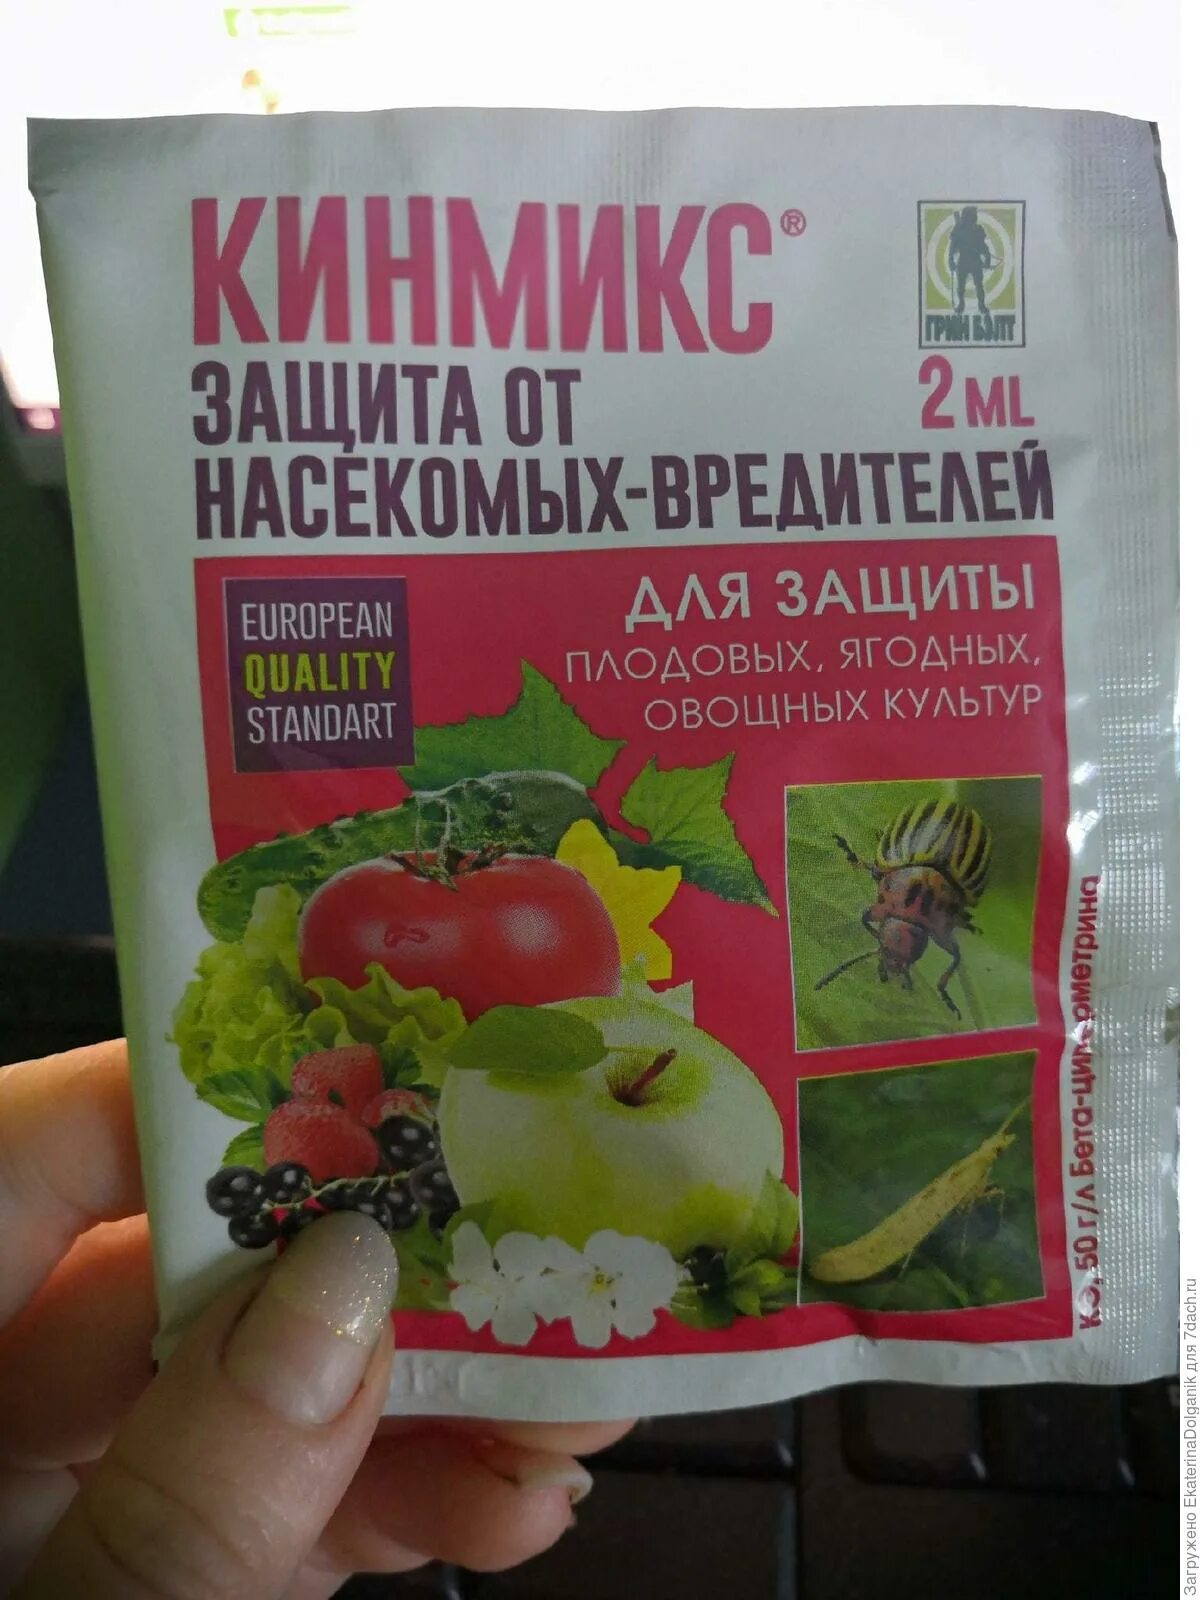 КИНМИКС®
ГРИН БЭЛТ
ЗАЩИТА ОТ
2 ML
НАСЕКОМЫХ-ВРЕДИТЕЛЕЙ
EUROPEAN
QUALITY
STANDART
ДЛЯ ЗАЩИТЫ
ПЛОДОВЫХ, ЯГОДНЫХ,
ОВОЩНЫХ КУЛЬТУР
КЭ, 50 г/л бета-циперметрина
Загружено EkaterinaDolganik для 7dach.ru